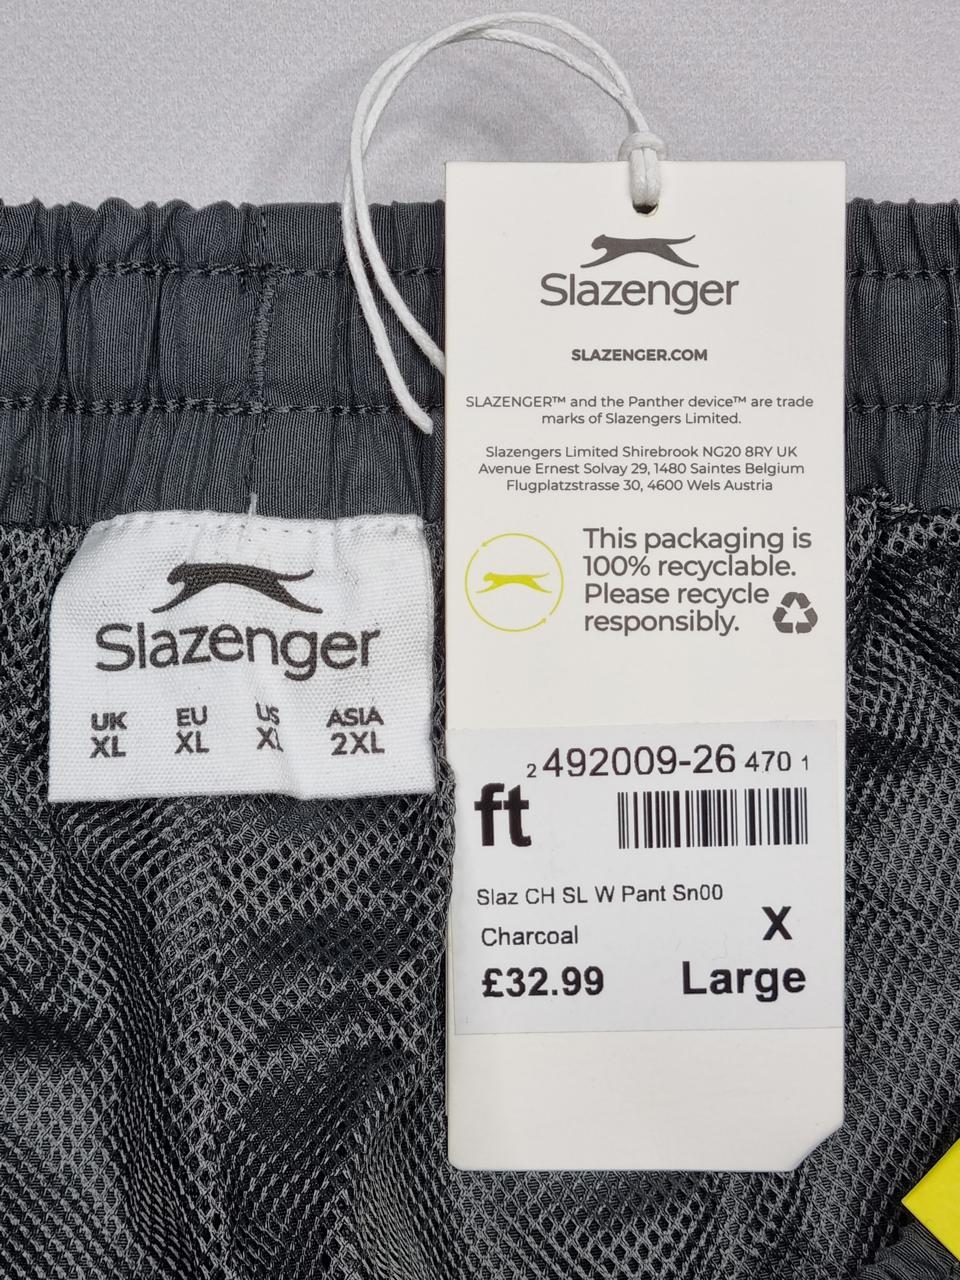 Slazenger
SLAZENGER.COM
SLAZENGER™ and the Panther device™ are trade
marks of Slazengers Limited.
Slazengers Limited Shirebrook NG20 8RY UK
Avenue Ernest Solvay 29, 1480 Saintes Belgium
Flugplatzstrasse 30, 4600 Wels Austria
This packaging is
100% recyclable.
Please recycle
responsibly.
2 492009-26 470 1
ft
Slaz CH SL W Pant Sn00
Charcoal
X
£32.99 Large
Slazenger
UK EU US ASIA
XL XL XL 2XL